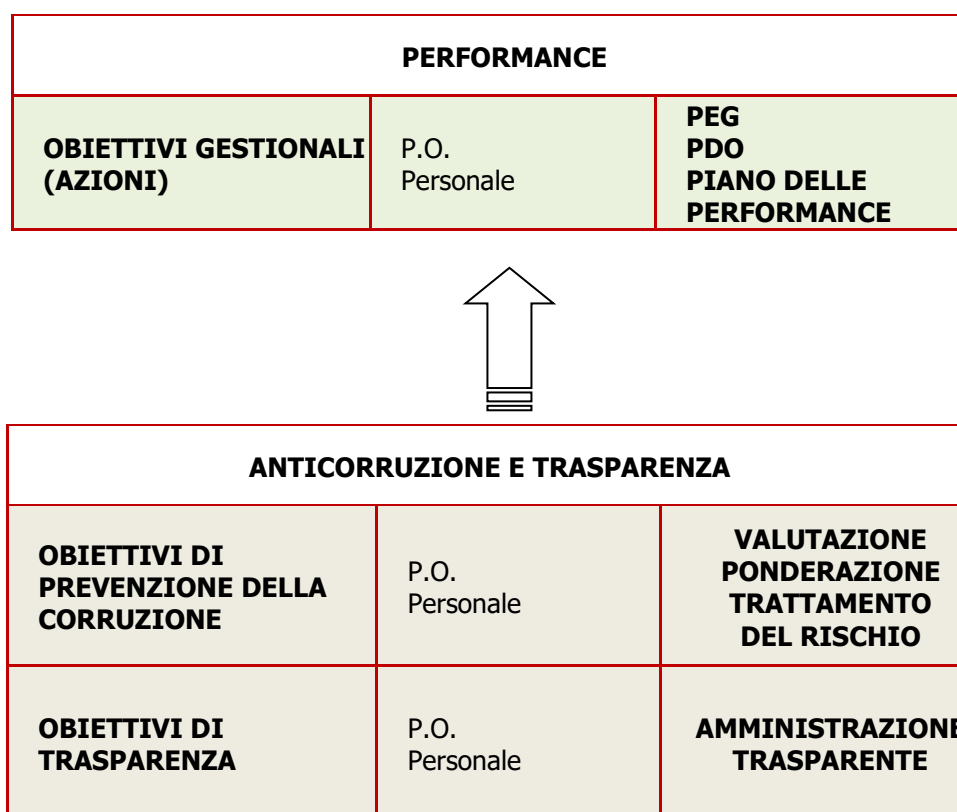 PERFORMANCE
OBIETTIVI GESTIONALI
(AZIONI)
P.O.
Personale
PEG
PDO
PIANO DELLE
PERFORMANCE
ANTICORRUZIONE E TRASPARENZA
OBIETTIVI DI
PREVENZIONE DELLA
CORRUZIONE
P.O.
Personale
VALUTAZIONE
PONDERAZIONE
TRATTAMENTO
DEL RISCHIO
OBIETTIVI DI
TRASPARENZA
P.O.
Personale
AMMINISTRAZIONE
TRASPARENTE